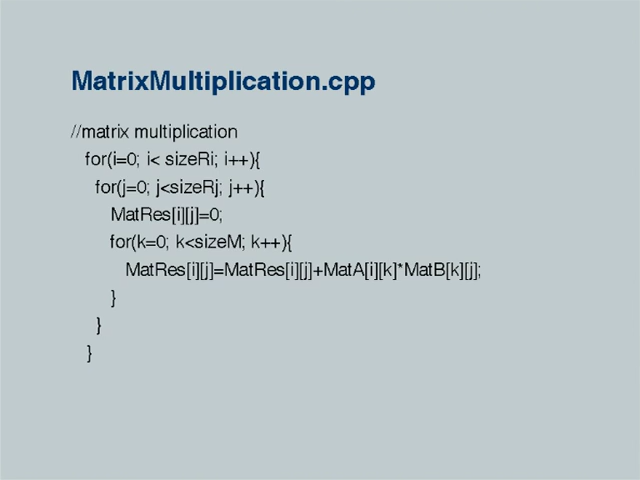 MatrixMultiplication.cpp
//matrix multiplication
for(i=0; i< sizeRi; i++){
for(j=0; j<sizeRj; j++){
MatRes[i][j]=0;
for(k=0; k<sizeM; k++){
MatRes[i][j]=MatRes[i][j]+MatA[i][k]*MatB[k][j];
}
}
}